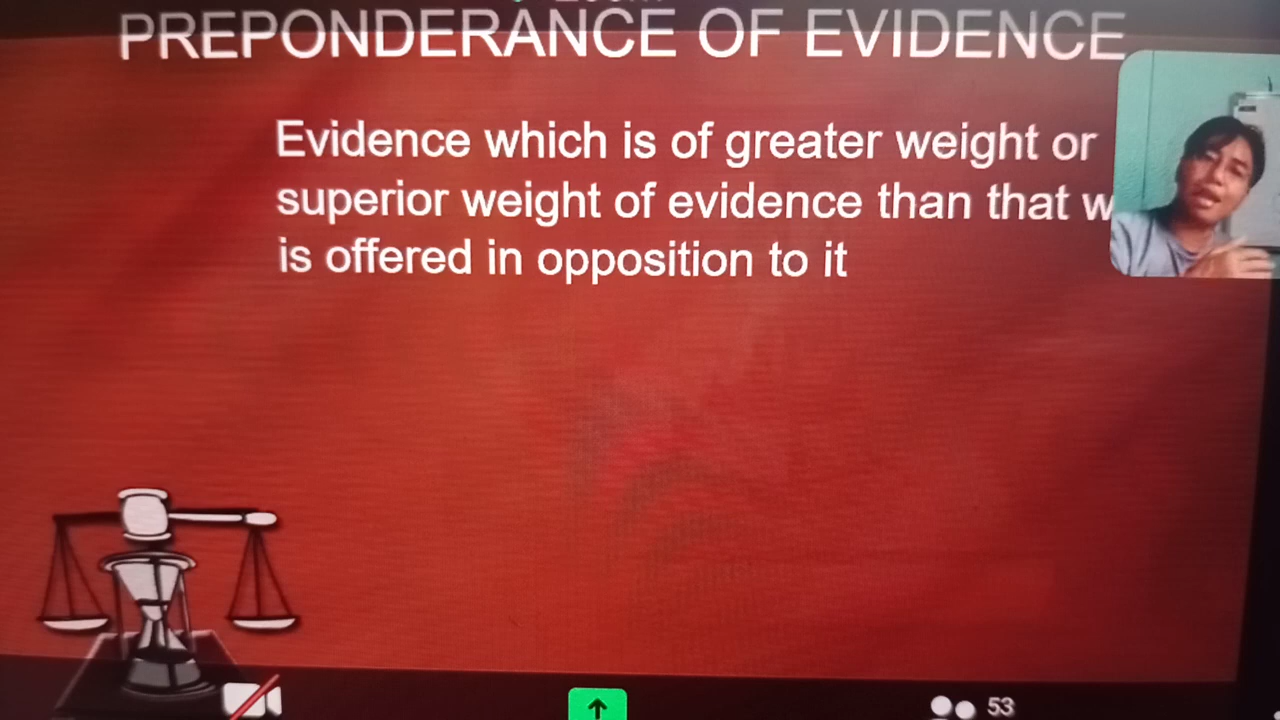 PREPONDERANCE OF EVIDENCE
Evidence which is of greater weight or
superior weight of evidence than that w
is offered in opposition to it
53